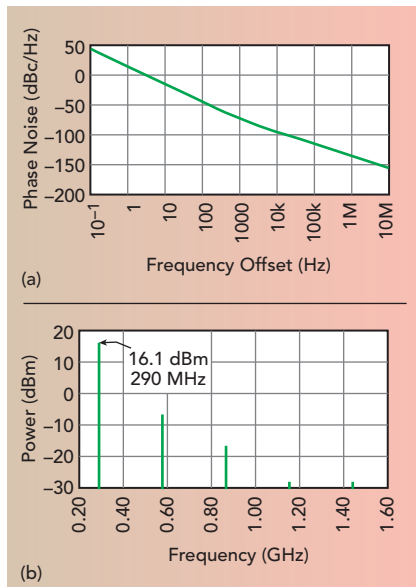 50
0
−50
−100
−150
−200
Phase Noise (dBc/Hz)
10−1
1
10
100
1000
10k
100k
1M
10M
Frequency Offset (Hz)
(a)
20
10
0
−10
−20
−30
Power (dBm)
16.1 dBm
290 MHz
0.20
0.40
0.60
0.80
1.00
1.20
1.40
1.60
Frequency (GHz)
(b)